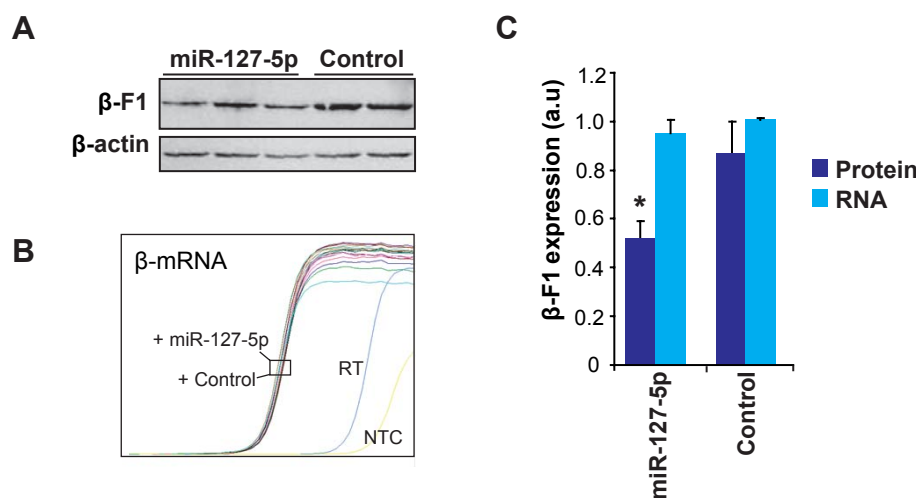 A
miR-127-5p Control
β-F1
β-actin
B
β-mRNA
+ miR-127-5p
+ Control
RT
NTC
C
β-F1 expression (a.u)
1.2
1.0
0.8
0.6
0.4
0.2
0
*
miR-127-5p
Control
Protein
RNA